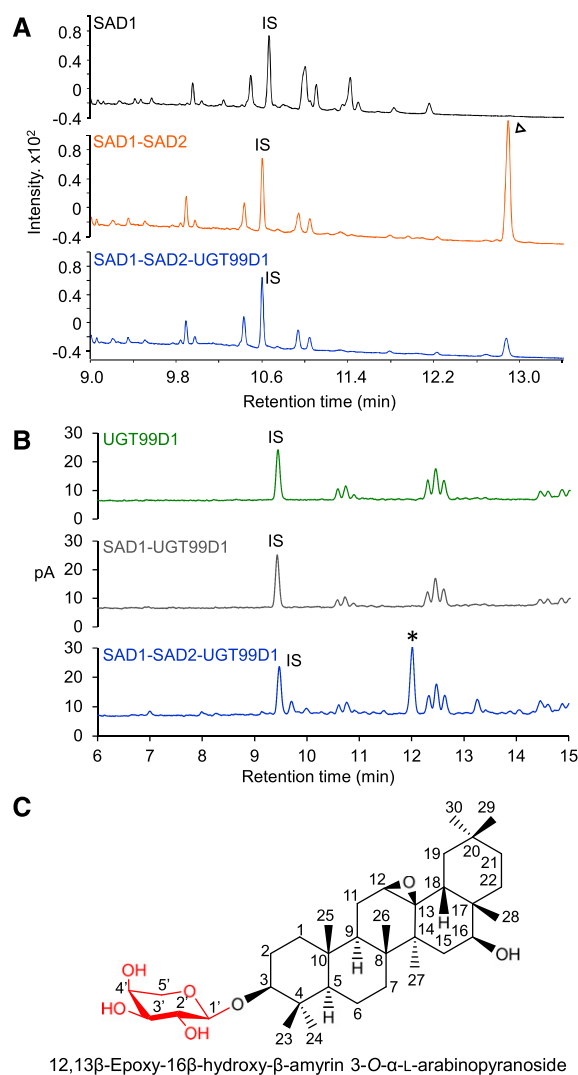 A
SAD1
IS
0.8
0.4
0
-0.4
SAD1-SAD2
IS
0.8
0.4
0
-0.4
Intensity. x10²
SAD1-SAD2-UGT99D1
IS
0.8
0.4
0
-0.4
9.0 9.8 10.6 11.4 12.2 13.0
Retention time (min)
B
UGT99D1
IS
30
20
10
0
SAD1-UGT99D1
IS
30
20
10
0
pA
SAD1-SAD2-UGT99D1
IS
*
30
20
10
0
6 7 8 9 10 11 12 13 14 15
Retention time (min)
C
30 29
19 20 21
12 O 18 22
11 13 17
25 26 H 28
1 9 14 16
2 10 8 15 OH
OH H 27
4' 5' O 3 5 7
HO 3' 2' 1' O 4 H 6
OH 23 24
12,13β-Epoxy-16β-hydroxy-β-amyrin 3-O-α-L-arabinopyranoside